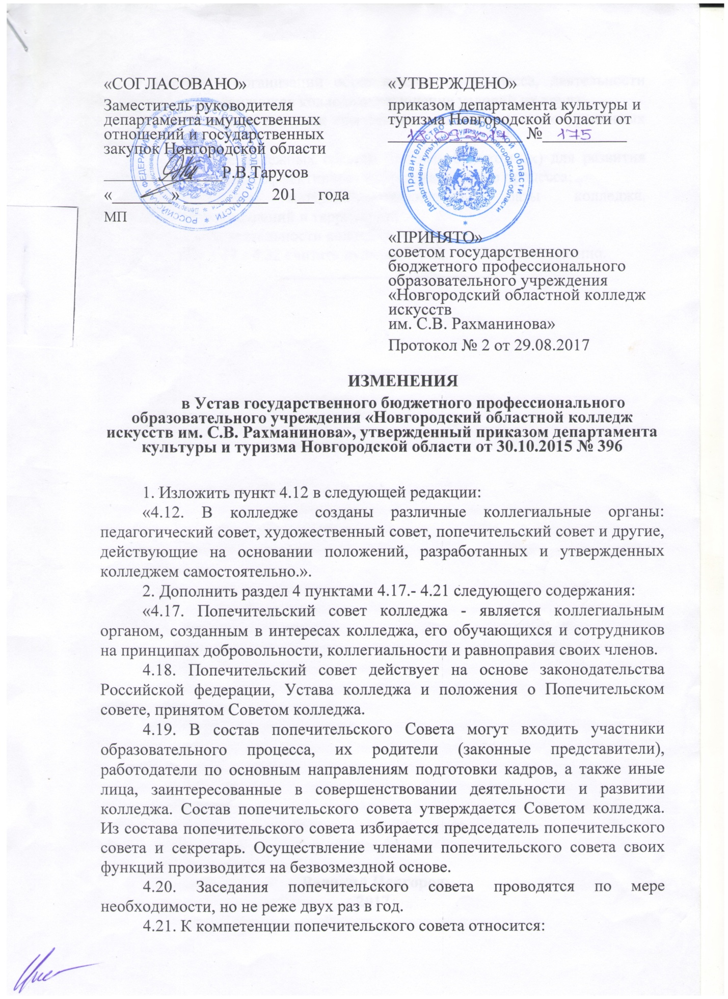 «СОГЛАСОВАНО»
Заместитель руководителя
департамента имущественных
отношений и государственных
закупок Новгородской области
______________Р.В.Тарусов
«_______»__________ 201__ года
МП
«УТВЕРЖДЕНО»
приказом департамента культуры и
туризма Новгородской области от
18.09.2017 № 175
Правительство Новгородской области
Департамент культуры и туризма Новгородской области
«ПРИНЯТО»
советом государственного
бюджетного профессионального
образовательного учреждения
«Новгородский областной колледж
искусств
им. С.В. Рахманинова»
Протокол № 2 от 29.08.2017
ИЗМЕНЕНИЯ
в Устав государственного бюджетного профессионального
образовательного учреждения «Новгородский областной колледж
искусств им. С.В. Рахманинова», утвержденный приказом департамента
культуры и туризма Новгородской области от 30.10.2015 № 396
1. Изложить пункт 4.12 в следующей редакции:
«4.12. В колледже созданы различные коллегиальные органы:
педагогический совет, художественный совет, попечительский совет и другие,
действующие на основании положений, разработанных и утвержденных
колледжем самостоятельно.».
2. Дополнить раздел 4 пунктами 4.17.- 4.21 следующего содержания:
«4.17. Попечительский совет колледжа - является коллегиальным
органом, созданным в интересах колледжа, его обучающихся и сотрудников
на принципах добровольности, коллегиальности и равноправия своих членов.
4.18. Попечительский совет действует на основе законодательства
Российской федерации, Устава колледжа и положения о Попечительском
совете, принятом Советом колледжа.
4.19. В состав попечительского Совета могут входить участники
образовательного процесса, их родители (законные представители),
работодатели по основным направлениям подготовки кадров, а также иные
лица, заинтересованные в совершенствовании деятельности и развитии
колледжа. Состав попечительского совета утверждается Советом колледжа.
Из состава попечительского совета избирается председатель попечительского
совета и секретарь. Осуществление членами попечительского совета своих
функций производится на безвозмездной основе.
4.20. Заседания попечительского совета проводятся по мере
необходимости, но не реже двух раз в год.
4.21. К компетенции попечительского совета относится: